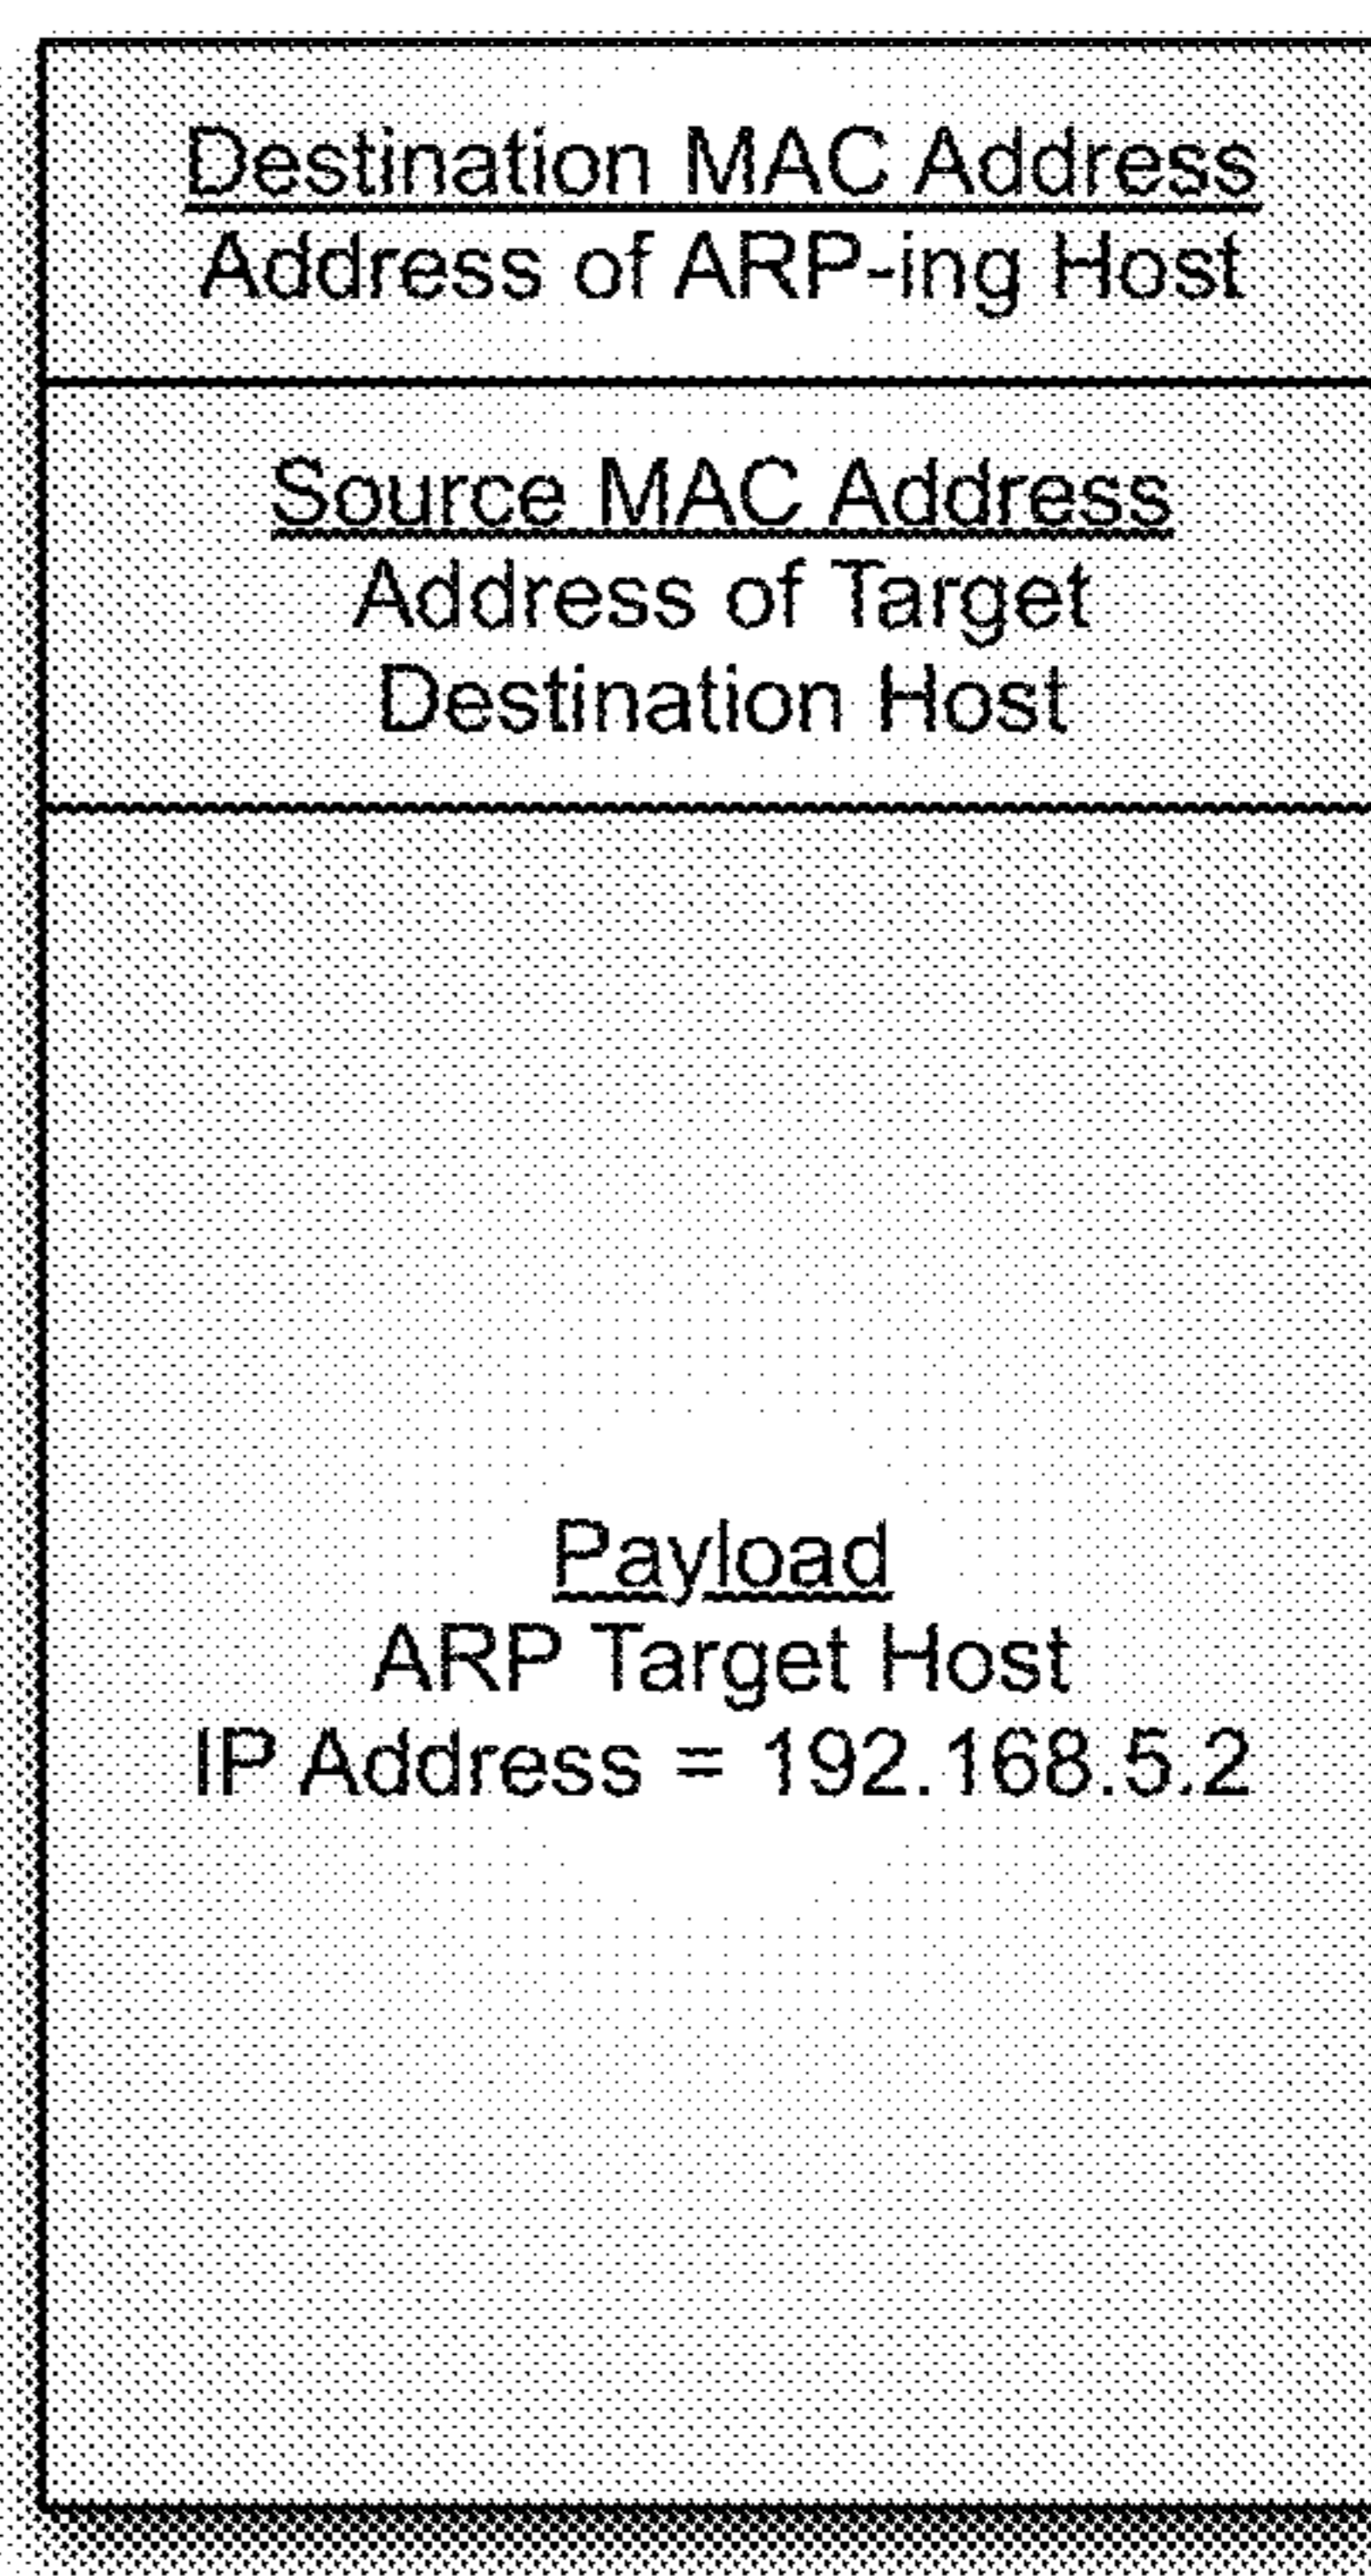 Destination MAC Address
Address of ARP-ing Host
Source MAC Address
Address of Target
Destination Host
Payload
ARP Target Host
IP Address = 192.168.5.2